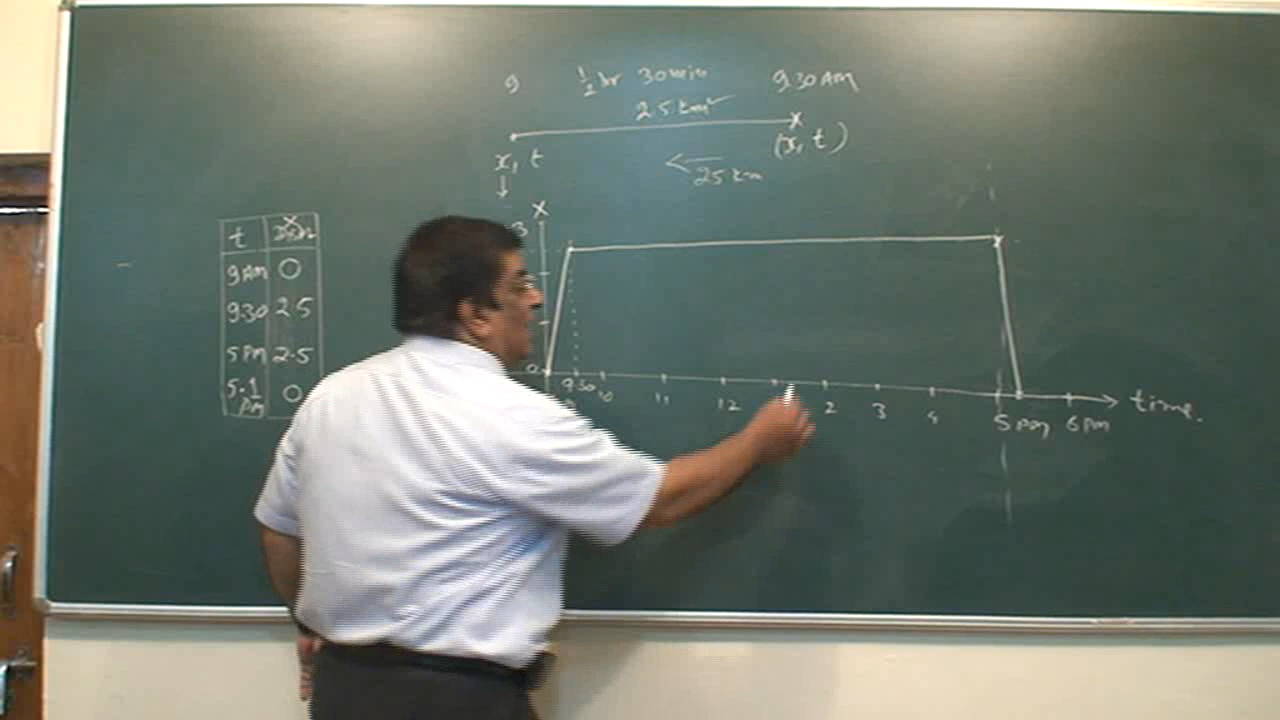 9 ½ hr 30 min 9.30 AM
2.5 km
x, t (x, t)
← 25 km
x
3
t
9 AM 0
9.30 2.5
5 PM 2.5
5.1 PM 0
0
9.30 10 11 12 2 3 4 5 PM 6 PM time.